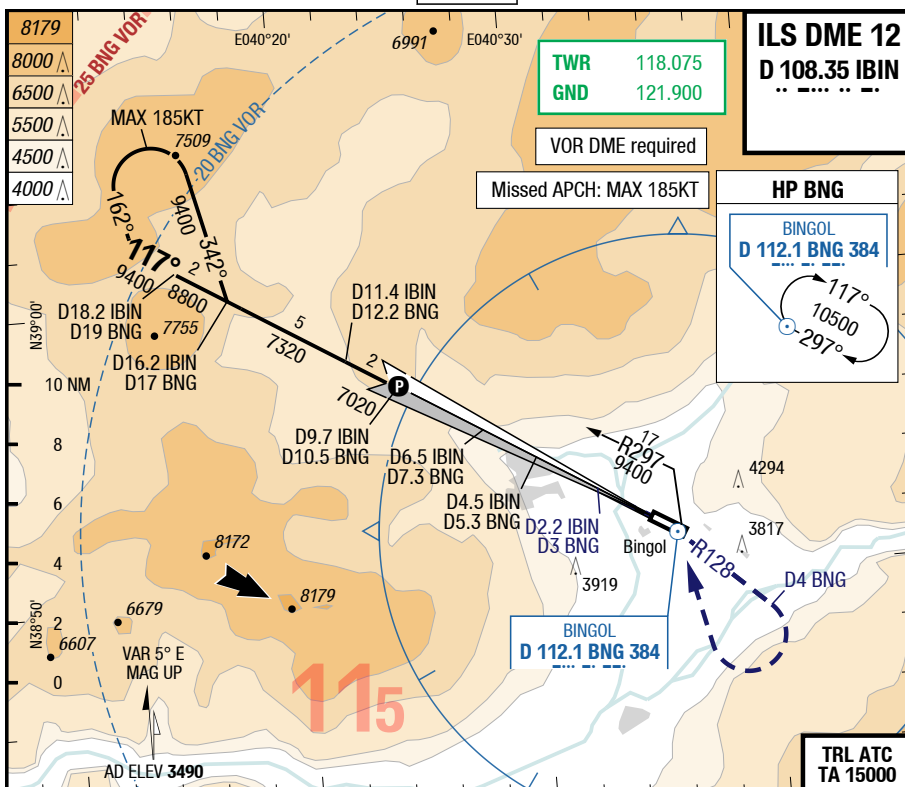 8179
8000
6500
5500
4500
4000
25 BNG VOR
E040°20'
6991
E040°30'
TWR 118.075
GND 121.900
ILS DME 12
D 108.35 IBIN
VOR DME required
Missed APCH: MAX 185KT
MAX 185KT
7509
20 BNG VOR
162°
9400
342°
117°
9400
2
8800
D18.2 IBIN
D19 BNG
7755
D16.2 IBIN
D17 BNG
5
7320
D11.4 IBIN
D12.2 BNG
2
7020
P
D9.7 IBIN
D10.5 BNG
D6.5 IBIN
D7.3 BNG
D4.5 IBIN
D5.3 BNG
D2.2 IBIN
D3 BNG
HP BNG
BINGOL
D 112.1 BNG 384
117°
10500
297°
N39°00'
10 NM
8
6
4
2
0
N38°50'
17
R297
9400
4294
3817
3919
Bingol
R128
D4 BNG
BINGOL
D 112.1 BNG 384
8172
8179
6679
6607
VAR 5° E
MAG UP
115
AD ELEV 3490
TRL ATC
TA 15000